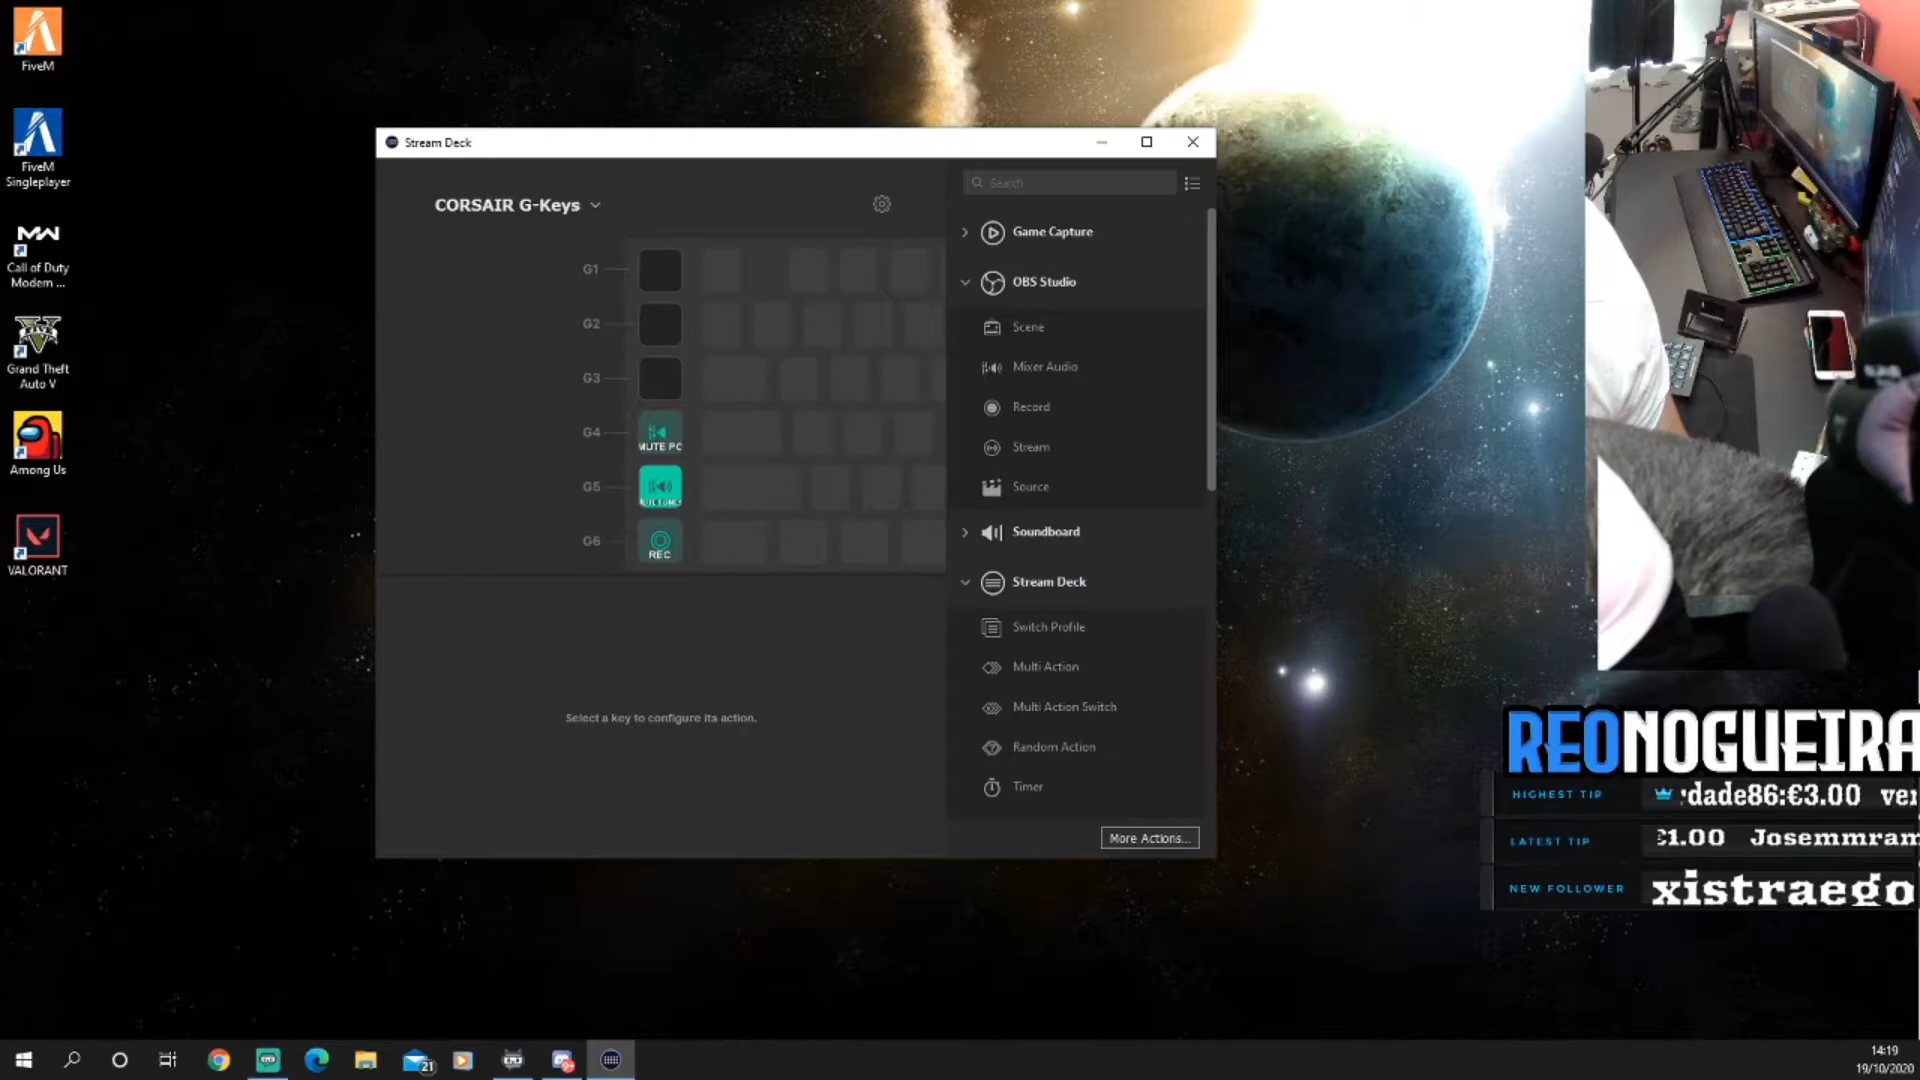 FiveM
FiveM
Singleplayer
Call of Duty
Modern ...
Grand Theft
Auto V
Among Us
VALORANT
Stream Deck
CORSAIR G-Keys
G1
G2
G3
G4
MUTE PC
G5
G6
REC
Select a key to configure its action.
Search
Game Capture
OBS Studio
Scene
Mixer Audio
Record
Stream
Source
Soundboard
Stream Deck
Switch Profile
Multi Action
Multi Action Switch
Random Action
Timer
More Actions...
REONOGUEIRA
HIGHEST TIP
dade86:€3.00 ver
LATEST TIP
€1.00 Josemmram
NEW FOLLOWER
xistraego
21
14:19
19/10/2020